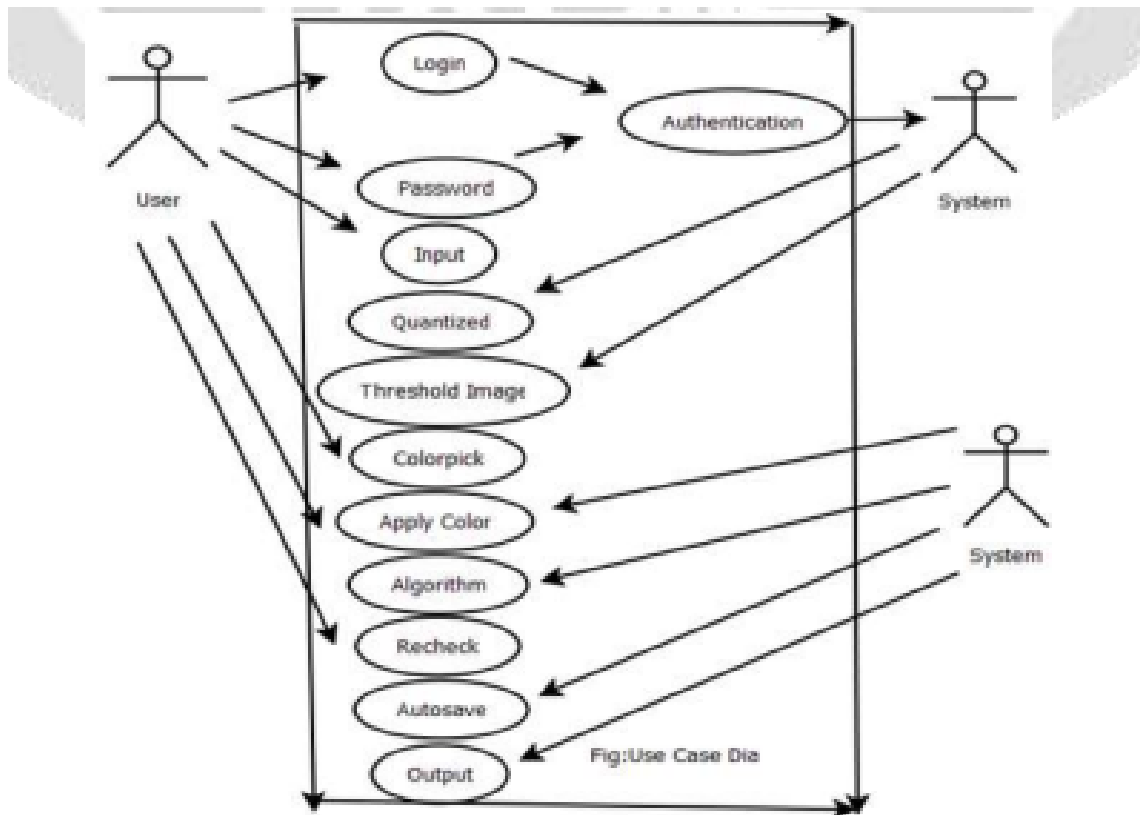 Login
Authentication
Password
User
System
Input
Quantized
Threshold Image
Colorpick
Apply Color
Algorithm
System
Recheck
Autosave
Fig:Use Case Dia
Output